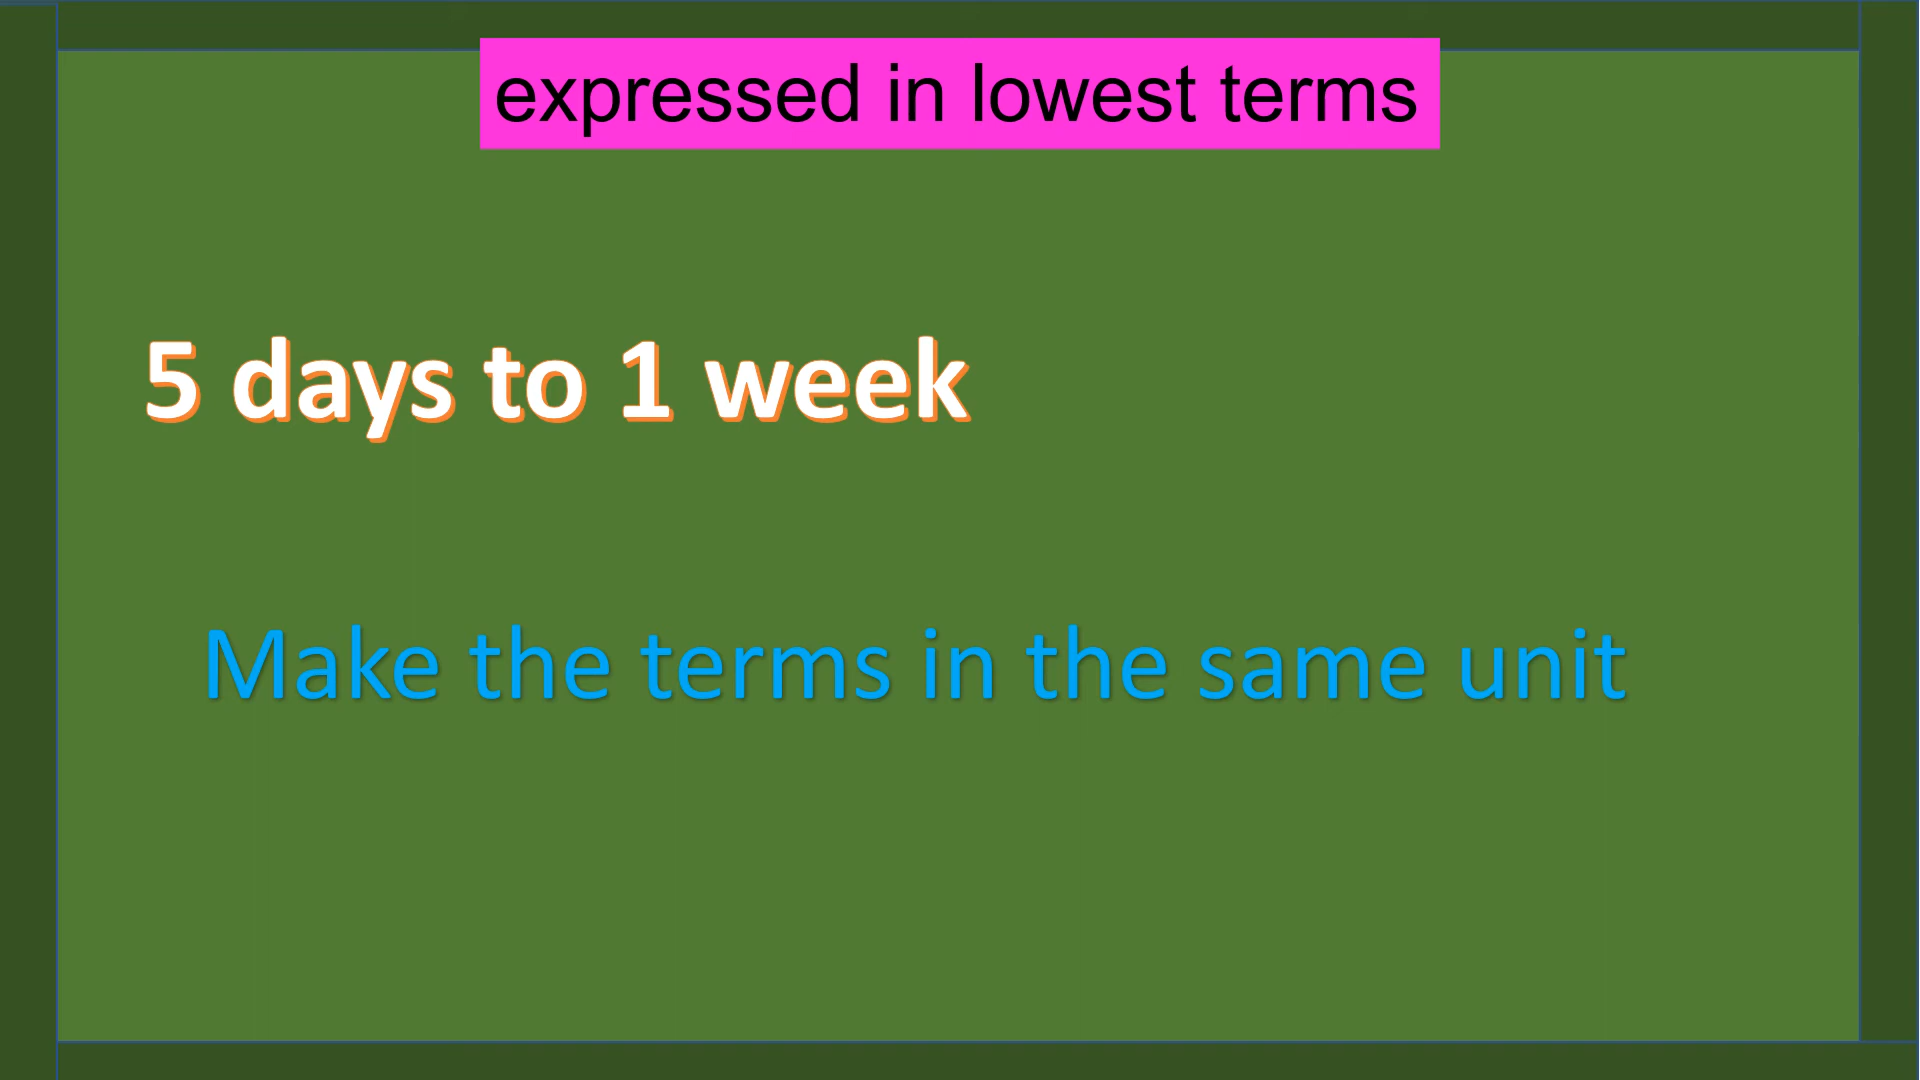 expressed in lowest terms
5 days to 1 week
Make the terms in the same unit